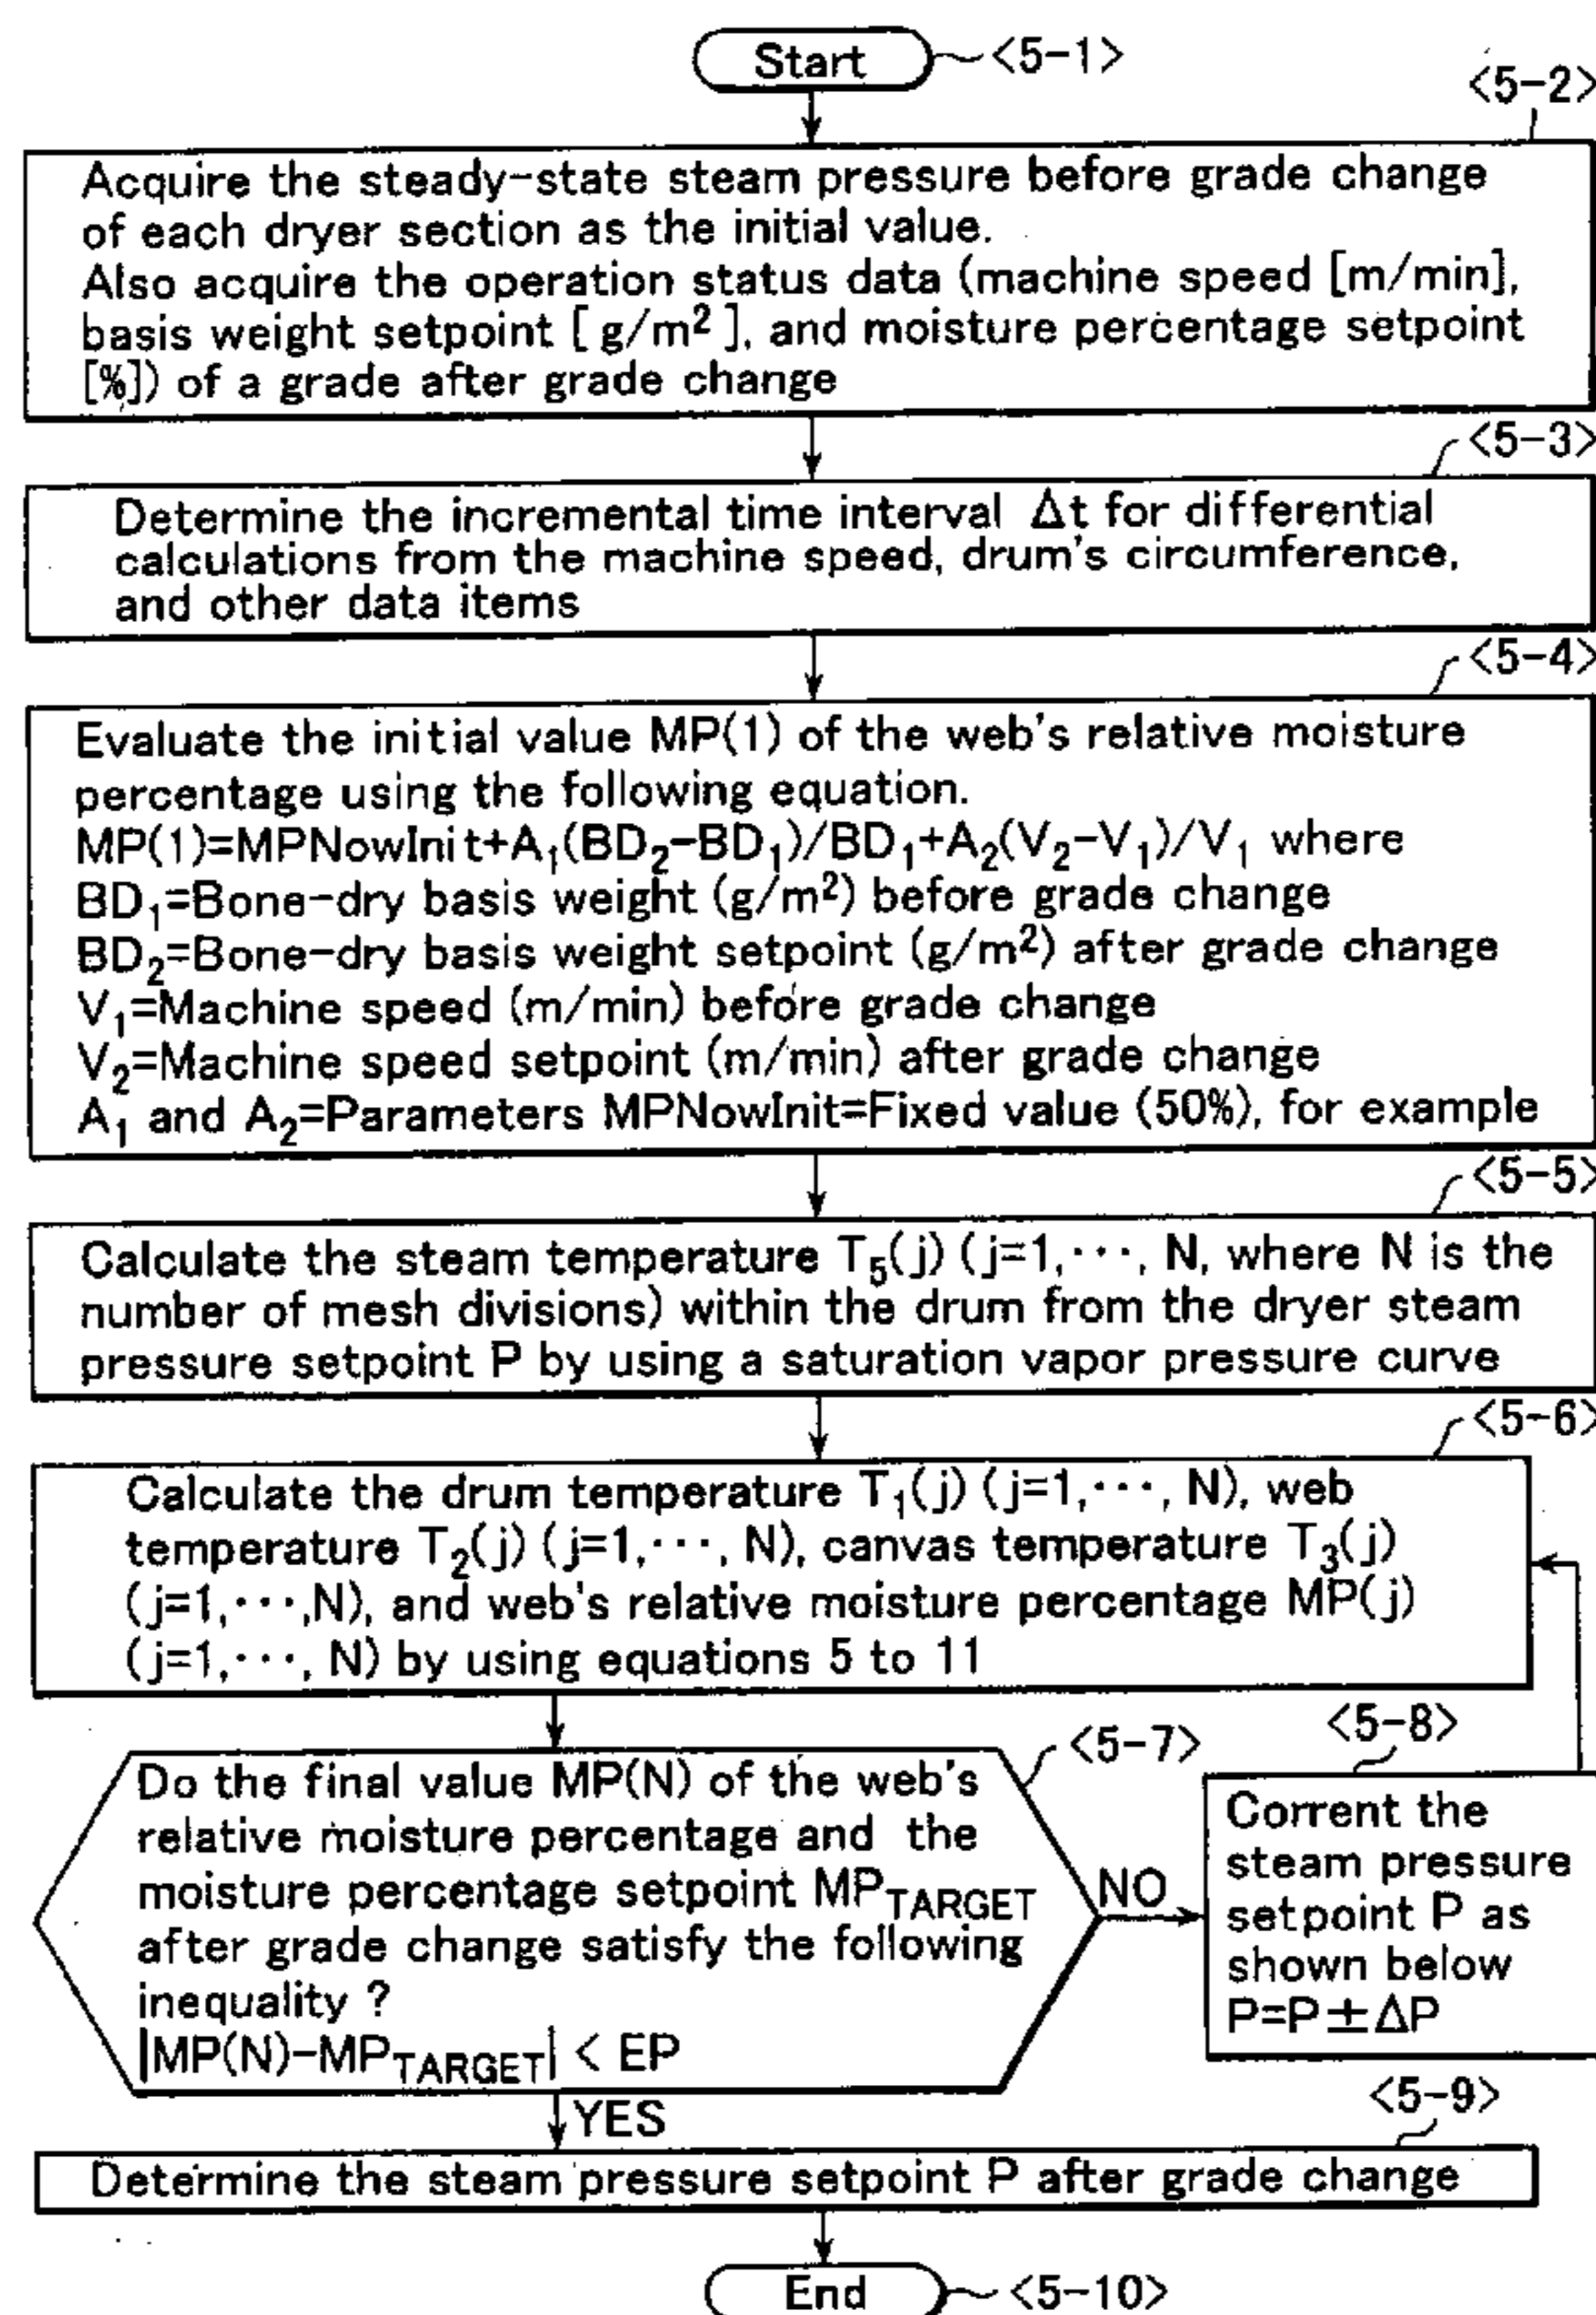 Start
<5-1>
<5-2>
Acquire the steady-state steam pressure before grade change
of each dryer section as the initial value.
Also acquire the operation status data (machine speed [m/min],
basis weight setpoint [g/m²], and moisture percentage setpoint
[%]) of a grade after grade change
<5-3>
Determine the incremental time interval Δt for differential
calculations from the machine speed, drum's circumference,
and other data items
<5-4>
Evaluate the initial value MP(1) of the web's relative moisture
percentage using the following equation.
MP(1)=MPNowInit+A₁(BD₂-BD₁)/BD₁+A₂(V₂-V₁)/V₁ where
BD₁=Bone-dry basis weight (g/m²) before grade change
BD₂=Bone-dry basis weight setpoint (g/m²) after grade change
V₁=Machine speed (m/min) before grade change
V₂=Machine speed setpoint (m/min) after grade change
A₁ and A₂=Parameters MPNowInit=Fixed value (50%), for example
<5-5>
Calculate the steam temperature T₅(j) (j=1,···, N, where N is the
number of mesh divisions) within the drum from the dryer steam
pressure setpoint P by using a saturation vapor pressure curve
<5-6>
Calculate the drum temperature T₁(j) (j=1,···, N), web
temperature T₂(j) (j=1,···, N), canvas temperature T₃(j)
(j=1,···,N), and web's relative moisture percentage MP(j)
(j=1,···, N) by using equations 5 to 11
<5-7>
Do the final value MP(N) of the web's
relative moisture percentage and the
moisture percentage setpoint MP_TARGET
after grade change satisfy the following
inequality ?
|MP(N)-MP_TARGET| < EP
NO
<5-8>
Corrent the
steam pressure
setpoint P as
shown below
P=P±ΔP
YES
<5-9>
Determine the steam pressure setpoint P after grade change
End
<5-10>